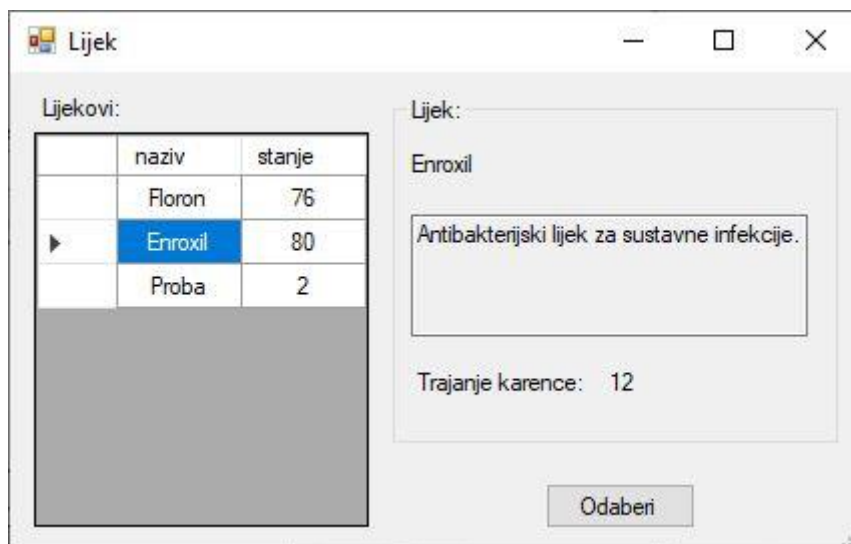 Lijek
Lijekovi:
naziv stanje
Floron 76
Enroxil 80
Proba 2
Lijek:
Enroxil
Antibakterijski lijek za sustavne infekcije.
Trajanje karence: 12
Odaberi